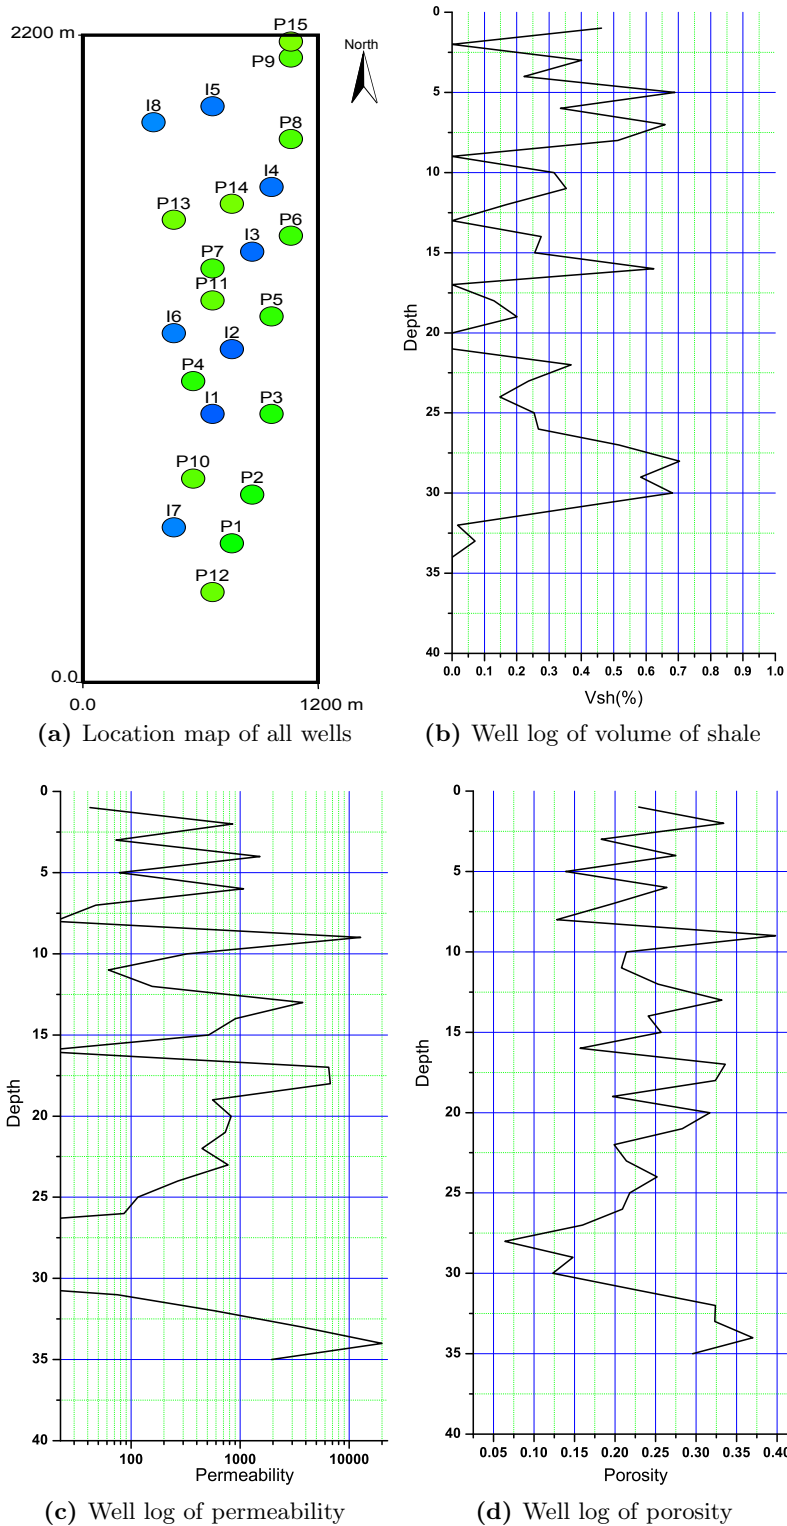 2200 m
P15
P9
North
I5
I8
P8
I4
P14
P13
P6
I3
P7
P11
P5
I6
I2
P4
I1
P3
P10
P2
I7
P1
P12
0.0
0.0 1200 m
(a) Location map of all wells
0
5
10
15
20
25
30
35
40
Depth
0.0 0.1 0.2 0.3 0.4 0.5 0.6 0.7 0.8 0.9 1.0
Vsh(%)
(b) Well log of volume of shale
0
5
10
15
20
25
30
35
40
Depth
100 1000 10000
Permeability
(c) Well log of permeability
0
5
10
15
20
25
30
35
40
Depth
0.05 0.10 0.15 0.20 0.25 0.30 0.35 0.40
Porosity
(d) Well log of porosity